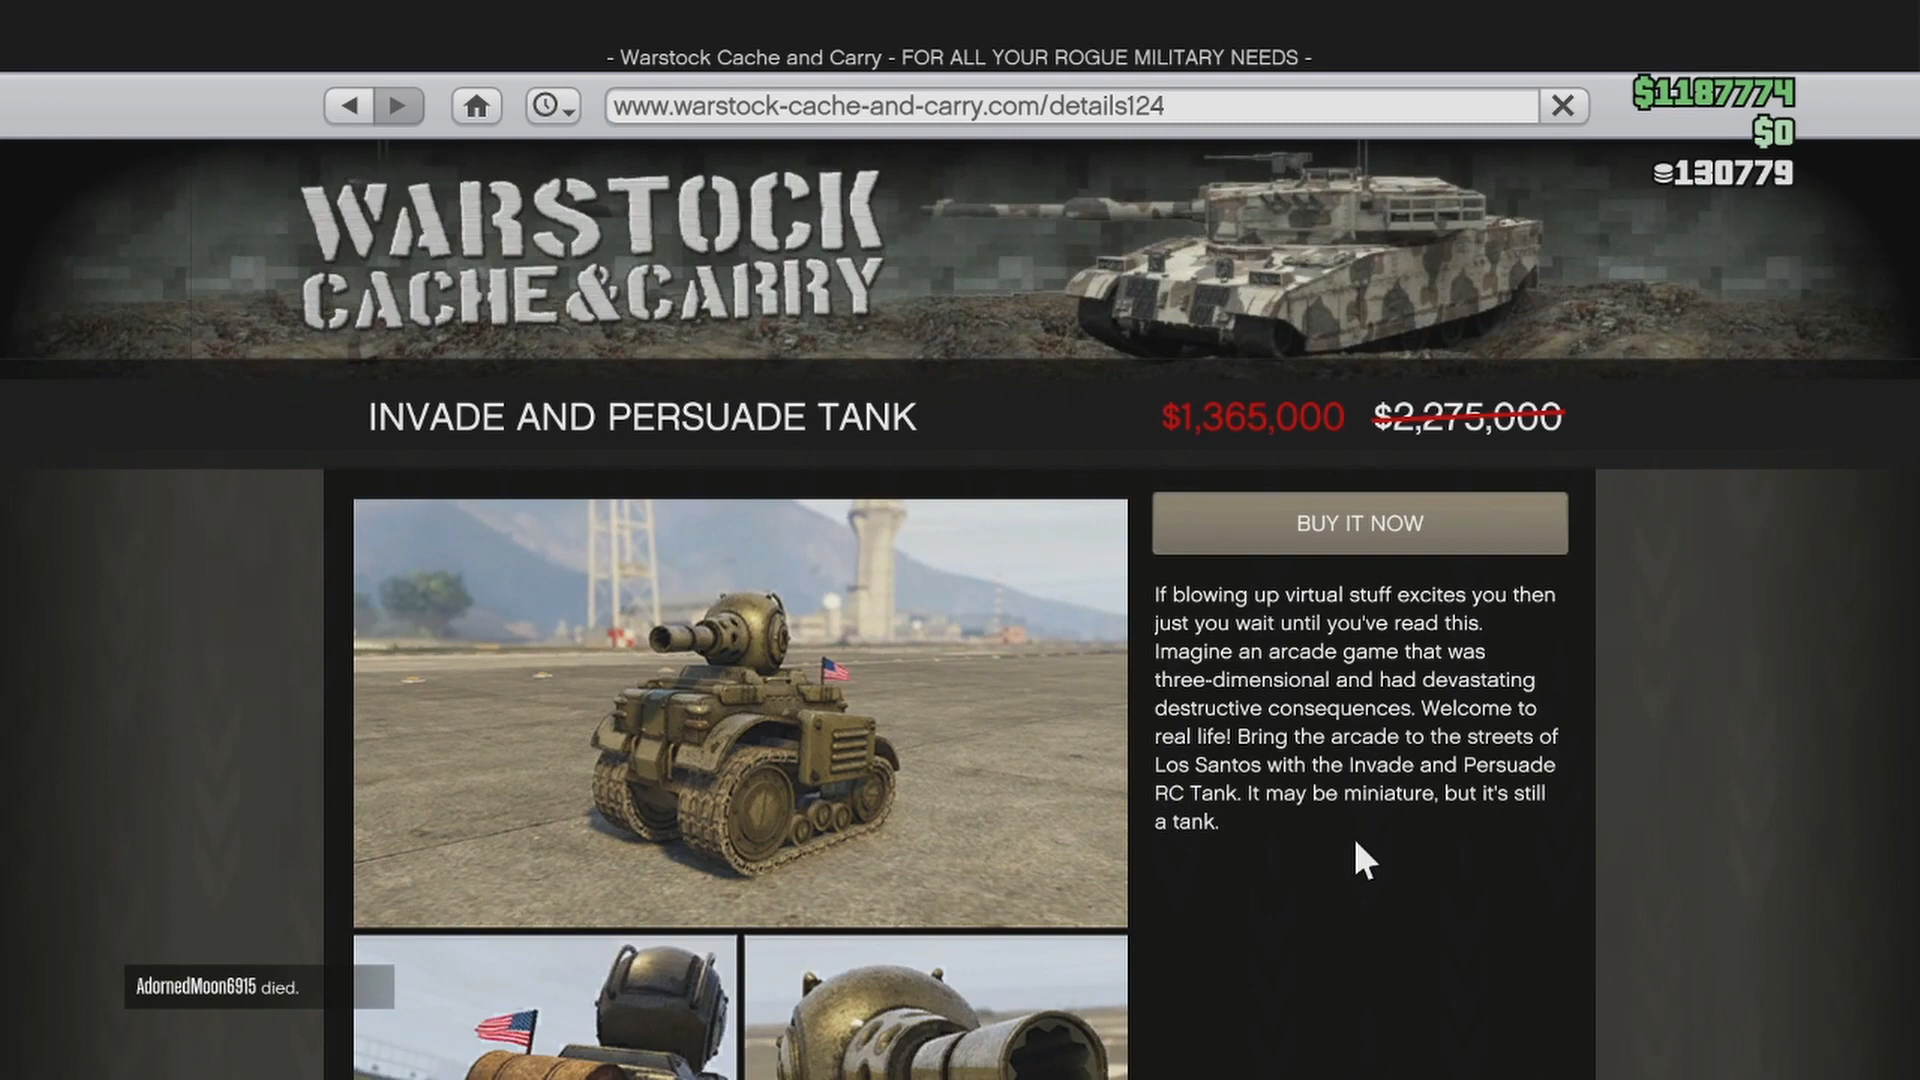 - Warstock Cache and Carry - FOR ALL YOUR ROGUE MILITARY NEEDS -
www.warstock-cache-and-carry.com/details124
$1187774
$0
130779
WARSTOCK
CACHE&CARRY
INVADE AND PERSUADE TANK
$1,365,000 $2,275,000
BUY IT NOW
If blowing up virtual stuff excites you then
just you wait until you've read this.
Imagine an arcade game that was
three-dimensional and had devastating
destructive consequences. Welcome to
real life! Bring the arcade to the streets of
Los Santos with the Invade and Persuade
RC Tank. It may be miniature, but it's still
a tank.
AdornedMoon6915 died.